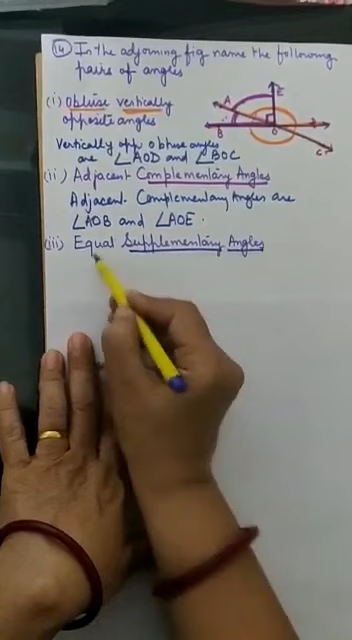 (14) In the adjoining fig name the following
pairs of angles
(i) Obtuse vertically
opposite angles
Vertically opp obtuse angles
are ∠AOD and ∠BOC
(ii) Adjacent Complementary Angles
Adjacent Complementary Angles are
∠AOB and ∠AOE.
(iii) Equal Supplementary Angles
A
E
B
O
C